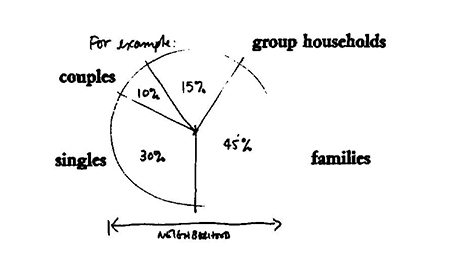 For example:
group households
couples
15%
10%
45%
singles
30%
families
NEIGHBORHOOD